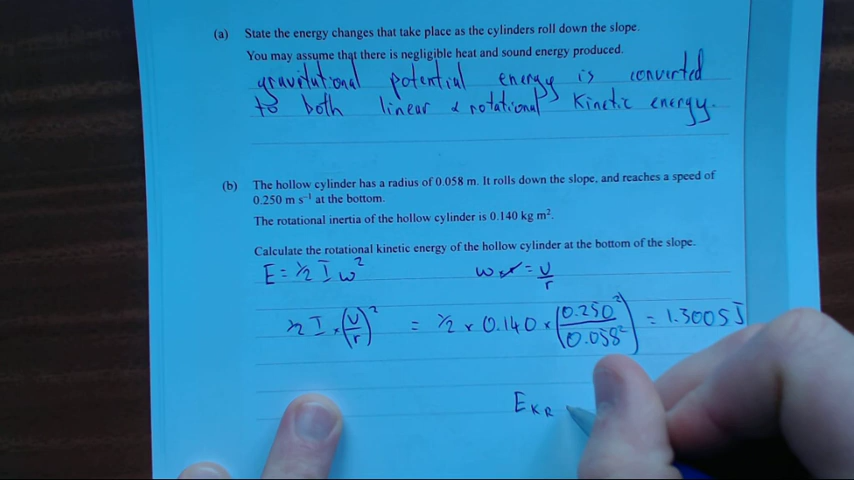 (a) State the energy changes that take place as the cylinders roll down the slope.
You may assume that there is negligible heat and sound energy produced.
gravitational potential energy is converted
to both linear & rotational kinetic energy.
(b) The hollow cylinder has a radius of 0.058 m. It rolls down the slope, and reaches a speed of
0.250 m s⁻¹ at the bottom.
The rotational inertia of the hollow cylinder is 0.140 kg m².
Calculate the rotational kinetic energy of the hollow cylinder at the bottom of the slope.
E = ½ I ω² ω = v/r
½ I × (v/r)² = ½ × 0.140 × (0.250²/0.058²) = 1.3005 J
E KR